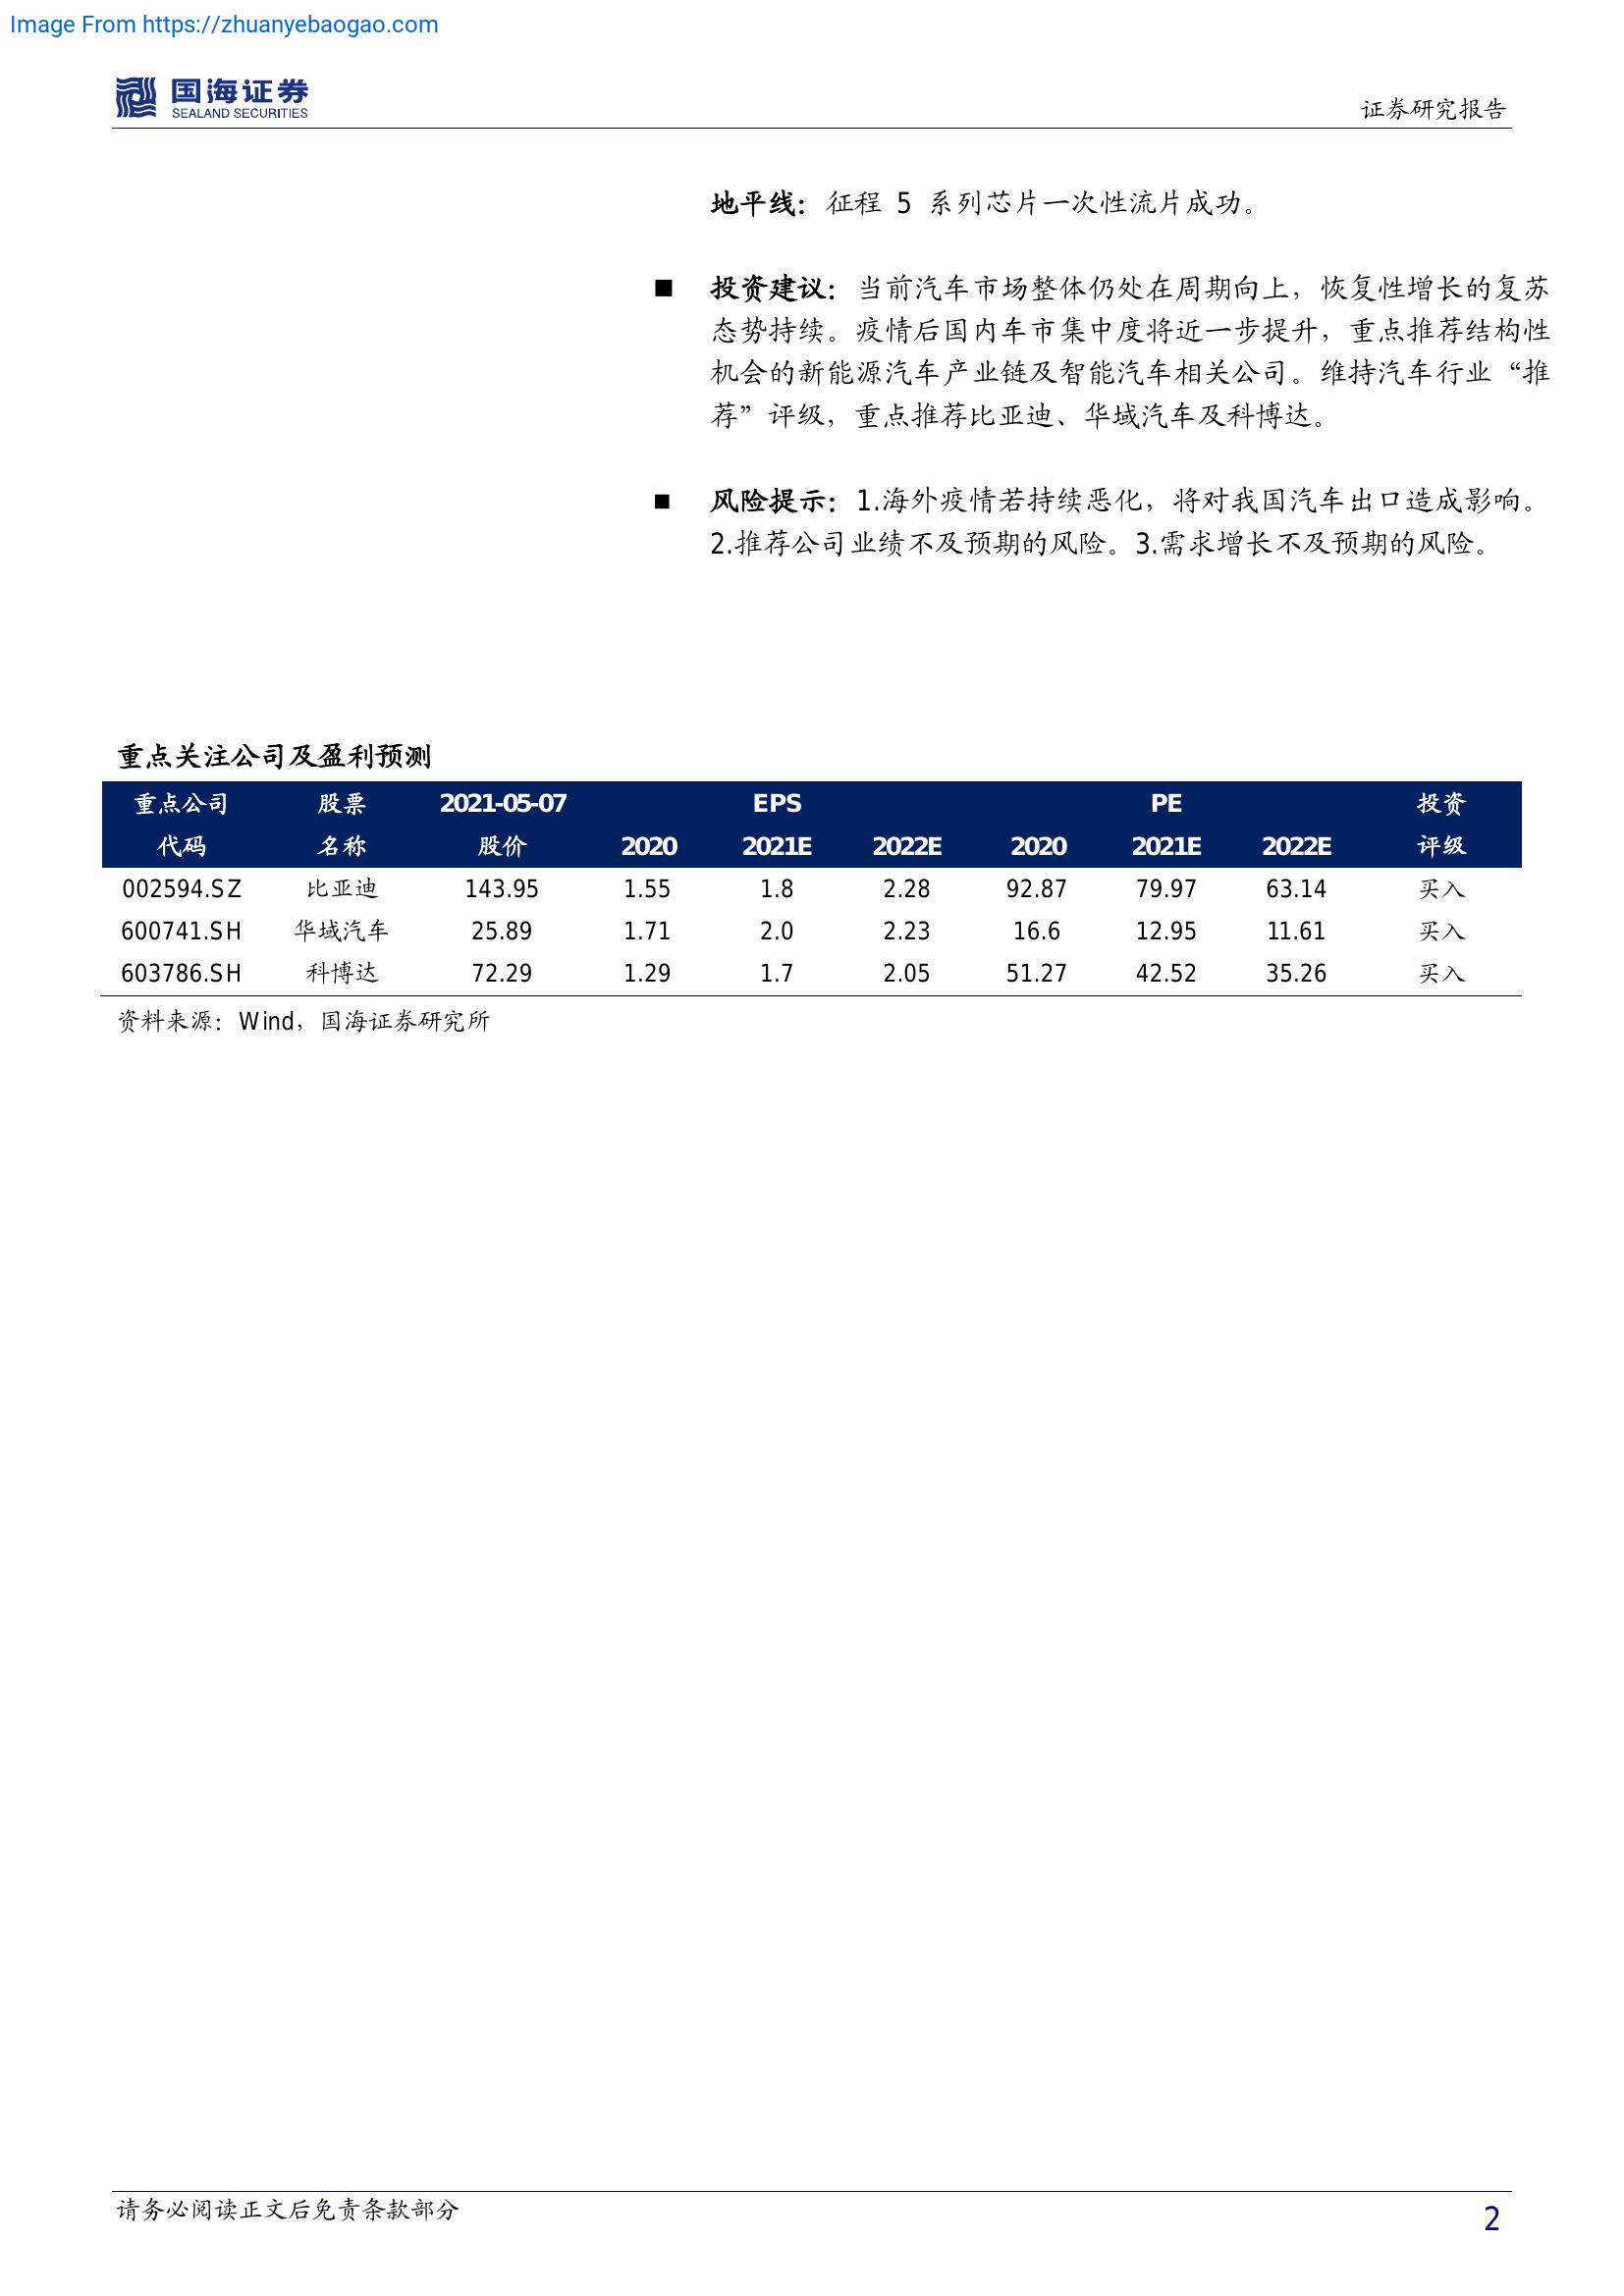 Image From https://zhuanyebaogao.com
国海证券
SEALAND SECURITIES
证券研究报告
地平线：征程 5 系列芯片一次性流片成功。
■ 投资建议：当前汽车市场整体仍处在周期向上，恢复性增长的复苏
态势持续。疫情后国内车市集中度将近一步提升，重点推荐结构性
机会的新能源汽车产业链及智能汽车相关公司。维持汽车行业“推
荐”评级，重点推荐比亚迪、华域汽车及科博达。
■ 风险提示：1.海外疫情若持续恶化，将对我国汽车出口造成影响。
2.推荐公司业绩不及预期的风险。3.需求增长不及预期的风险。
重点关注公司及盈利预测
重点公司 股票 2021-05-07 EPS PE 投资
代码 名称 股价 2020 2021E 2022E 2020 2021E 2022E 评级
002594.SZ 比亚迪 143.95 1.55 1.8 2.28 92.87 79.97 63.14 买入
600741.SH 华域汽车 25.89 1.71 2.0 2.23 16.6 12.95 11.61 买入
603786.SH 科博达 72.29 1.29 1.7 2.05 51.27 42.52 35.26 买入
资料来源：Wind，国海证券研究所
请务必阅读正文后免责条款部分
2